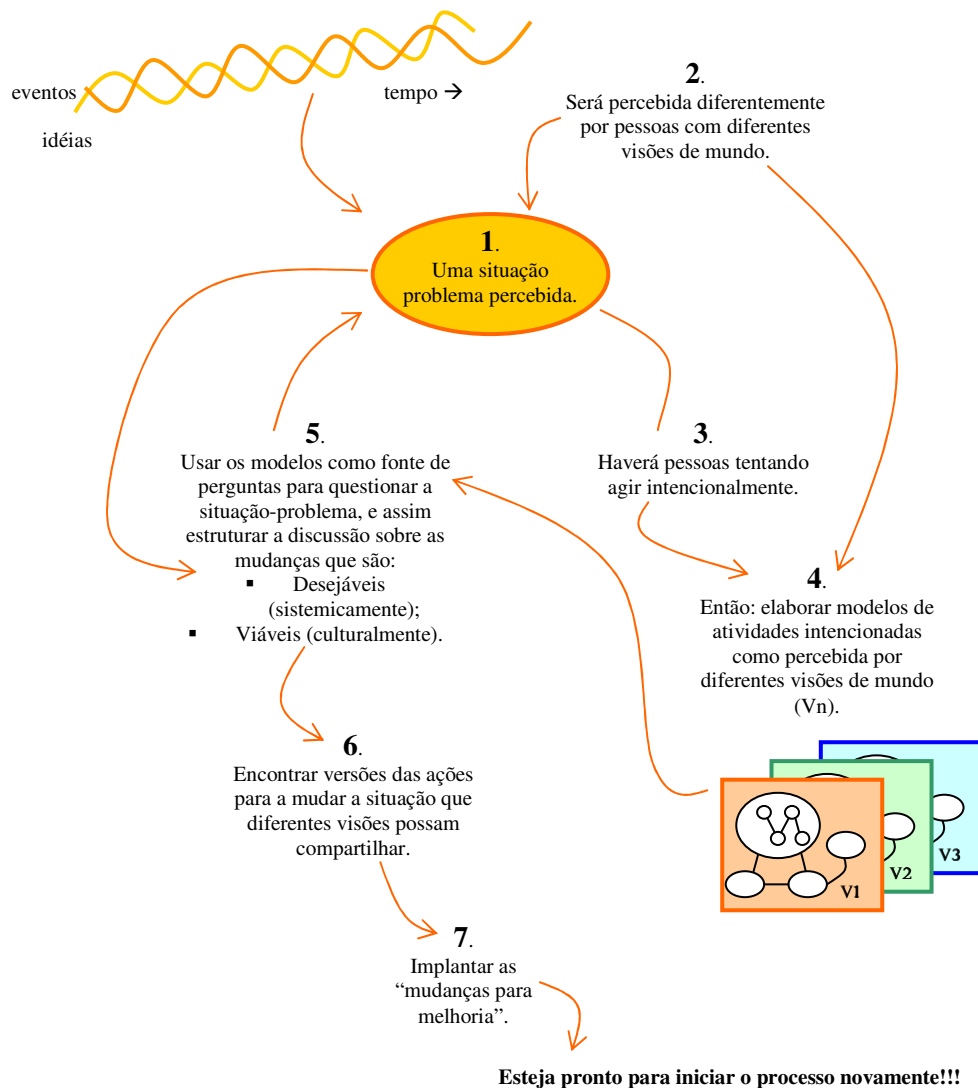 eventos
tempo →
idéias
2.
Será percebida diferentemente
por pessoas com diferentes
visões de mundo.
1.
Uma situação
problema percebida.
5.
Usar os modelos como fonte de
perguntas para questionar a
situação-problema, e assim
estruturar a discussão sobre as
mudanças que são:
▪ Desejáveis
(sistemicamente);
▪ Viáveis (culturalmente).
3.
Haverá pessoas tentando
agir intencionalmente.
4.
Então: elaborar modelos de
atividades intencionadas
como percebida por
diferentes visões de mundo
(Vn).
V3
V2
V1
6.
Encontrar versões das ações
para a mudar a situação que
diferentes visões possam
compartilhar.
7.
Implantar as
“mudanças para
melhoria”.
Esteja pronto para iniciar o processo novamente!!!